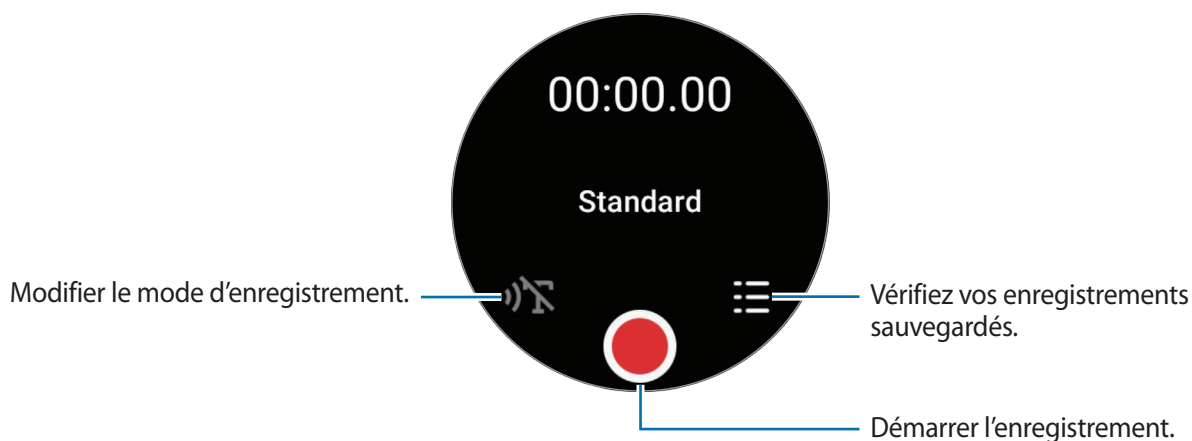 00:00.00
Standard
Modifier le mode d’enregistrement.
Vérifiez vos enregistrements
sauvegardés.
Démarrer l’enregistrement.